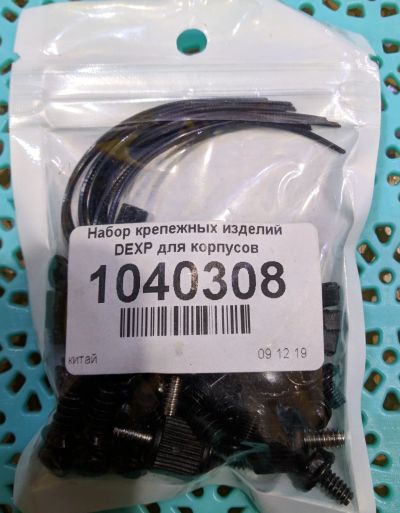 Набор крепежных изделий
DEXP для корпусов
1040308
китай 09 12 19